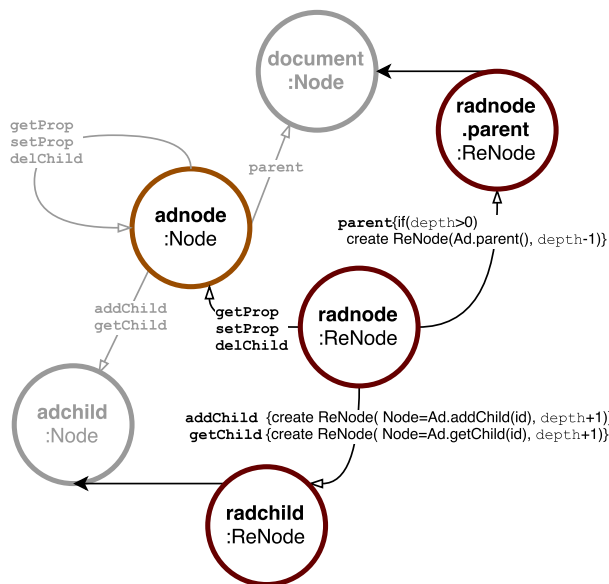 document
:Node
radnode
.parent
:ReNode
getProp
setProp
delChild
parent
adnode
:Node
parent{if(depth>0)
create ReNode(Ad.parent(), depth-1)}
addChild
getChild
getProp
setProp
delChild
radnode
:ReNode
adchild
:Node
addChild {create ReNode( Node=Ad.addChild(id), depth+1)}
getChild {create ReNode( Node=Ad.getChild(id), depth+1)}
radchild
:ReNode